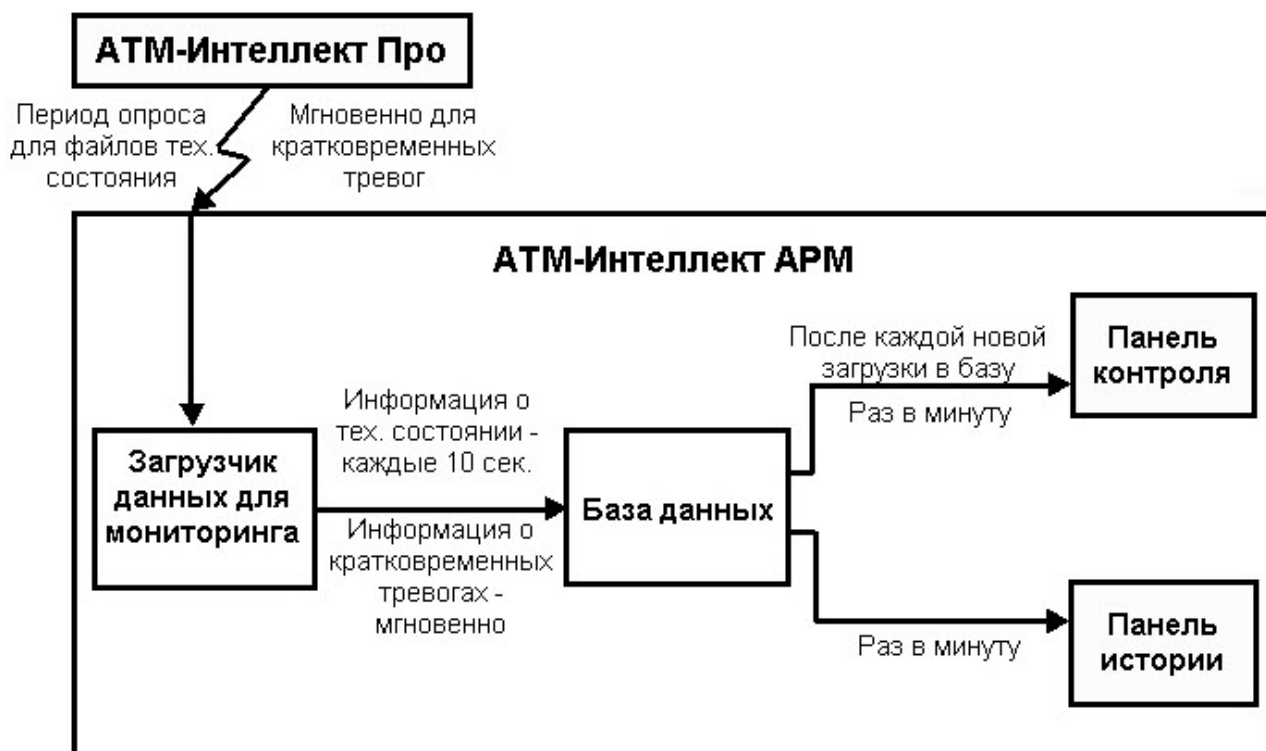 АТМ-Интеллект Про
Период опроса
для файлов тех.
состояния
Мгновенно для
кратковременных
тревог
АТМ-Интеллект АРМ
Загрузчик
данных для
мониторинга
Информация о
тех. состоянии -
каждые 10 сек.
Информация о
кратковременных
тревогах -
мгновенно
База данных
После каждой новой
загрузки в базу
Раз в минуту
Панель
контроля
Раз в минуту
Панель
истории